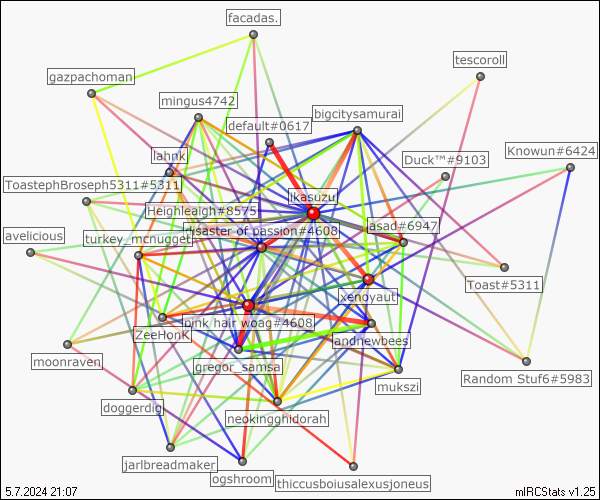 facadas.
tescoroll
gazpachoman
mingus4742
bigcitysamurai
default#0617
lahnk
Duck™#9103
Knowun#6424
ToastephBroseph5311#5311
ikasuzu
Heighleaigh#8575
asad#6947
disaster of passion#4608
avelicious
turkey_mcnugget
xenoyaut
Toast#5311
pink hair woag#4608
ZeeHonK
andnewbees
moonraven
gregor_samsa
mukszi
Random Stuf6#5983
doggerdig
neokingghidorah
jarlbreadmaker
ogshroom
thiccusboiusalexusjoneus
5.7.2024 21:07
mIRCStats v1.25